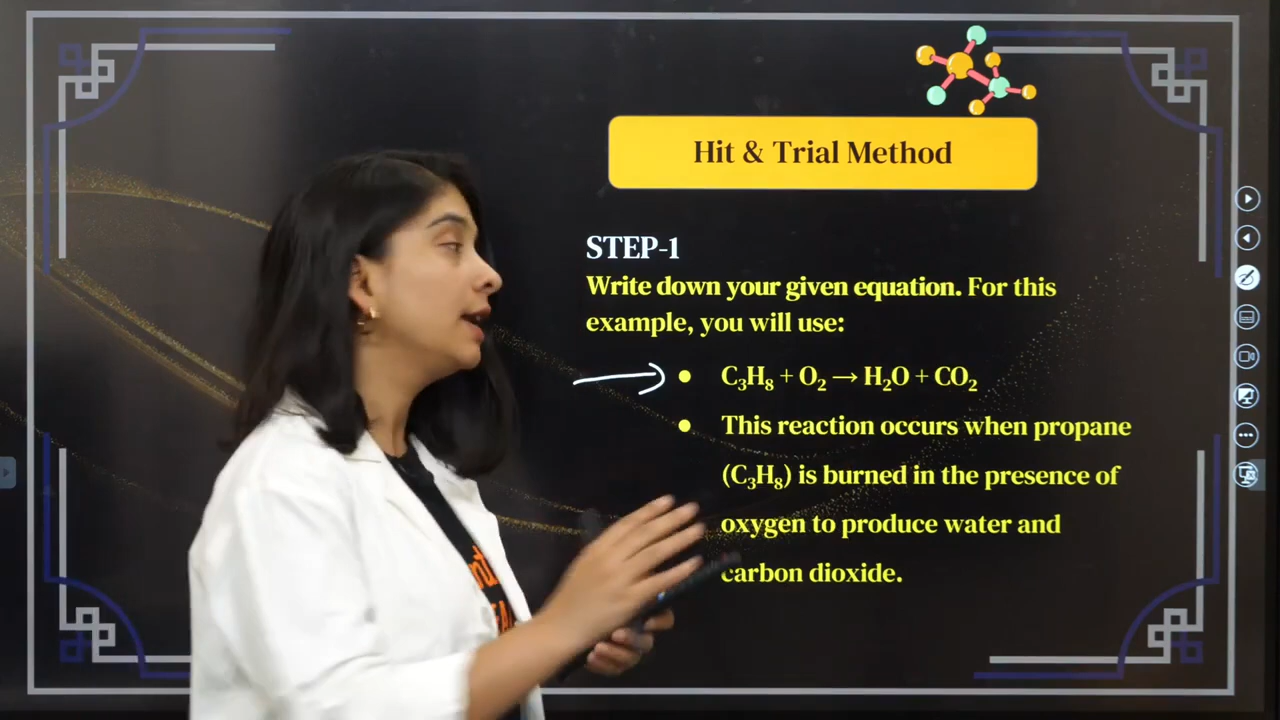 Hit & Trial Method
STEP-1
Write down your given equation. For this
example, you will use:
• C₃H₈ + O₂ → H₂O + CO₂
• This reaction occurs when propane
(C₃H₈) is burned in the presence of
oxygen to produce water and
carbon dioxide.